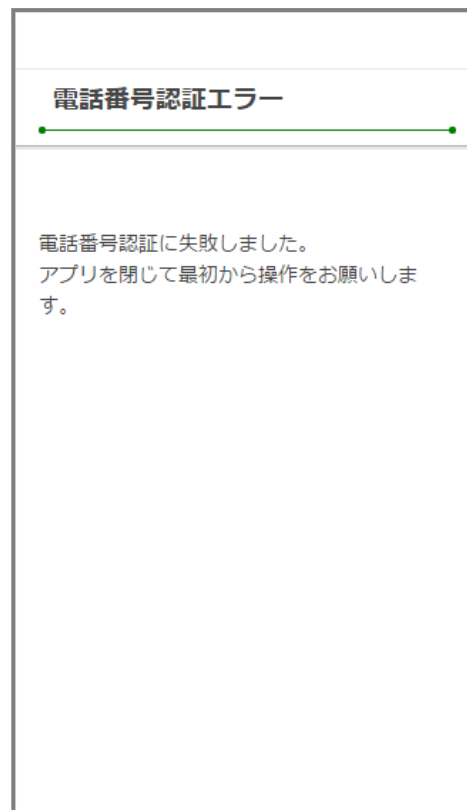 電話番号認証エラー
電話番号認証に失敗しました。
アプリを閉じて最初から操作をお願いしま
す。